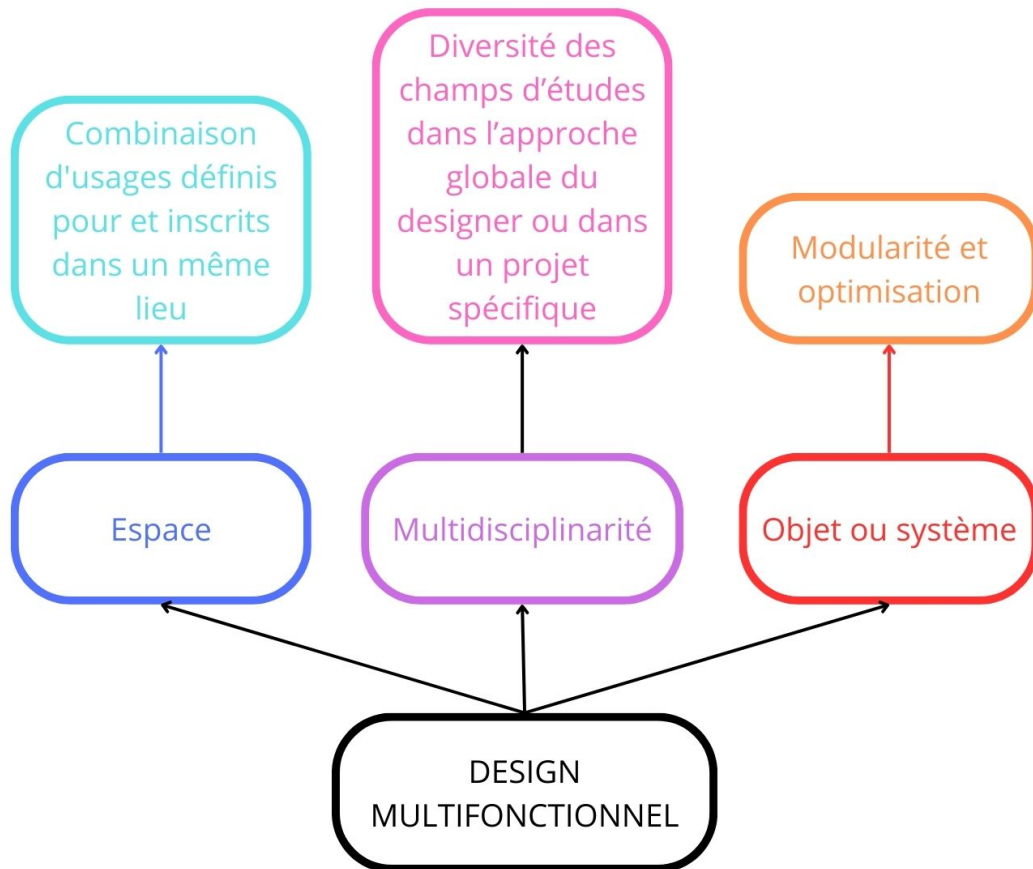 Combinaison
d'usages définis
pour et inscrits
dans un même
lieu
Diversité des
champs d’études
dans l’approche
globale du
designer ou dans
un projet
spécifique
Modularité et
optimisation
Espace
Multidisciplinarité
Objet ou système
DESIGN
MULTIFONCTIONNEL